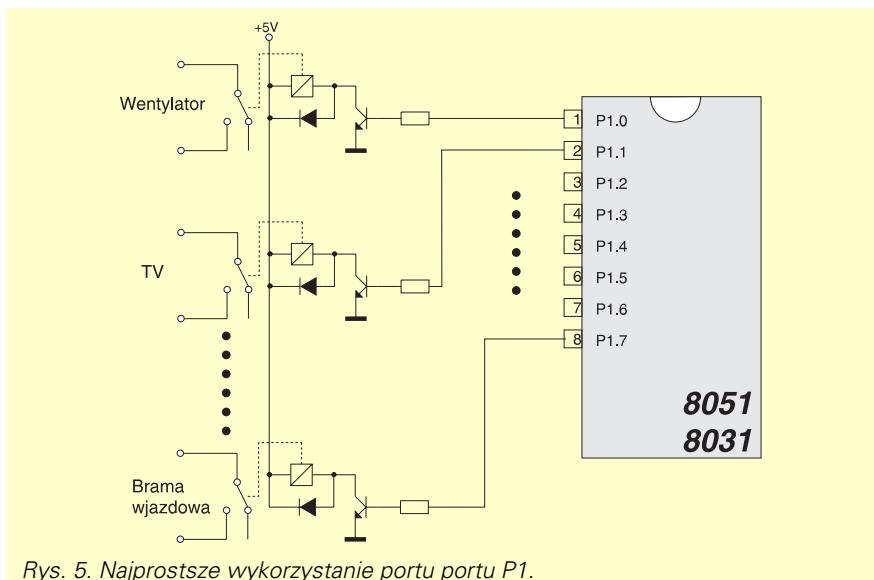 +5V
Wentylator
TV
Brama
wjazdowa
1 P1.0
2 P1.1
3 P1.2
4 P1.3
5 P1.4
6 P1.5
7 P1.6
8 P1.7
8051
8031
Rys. 5. Najprostsze wykorzystanie portu portu P1.